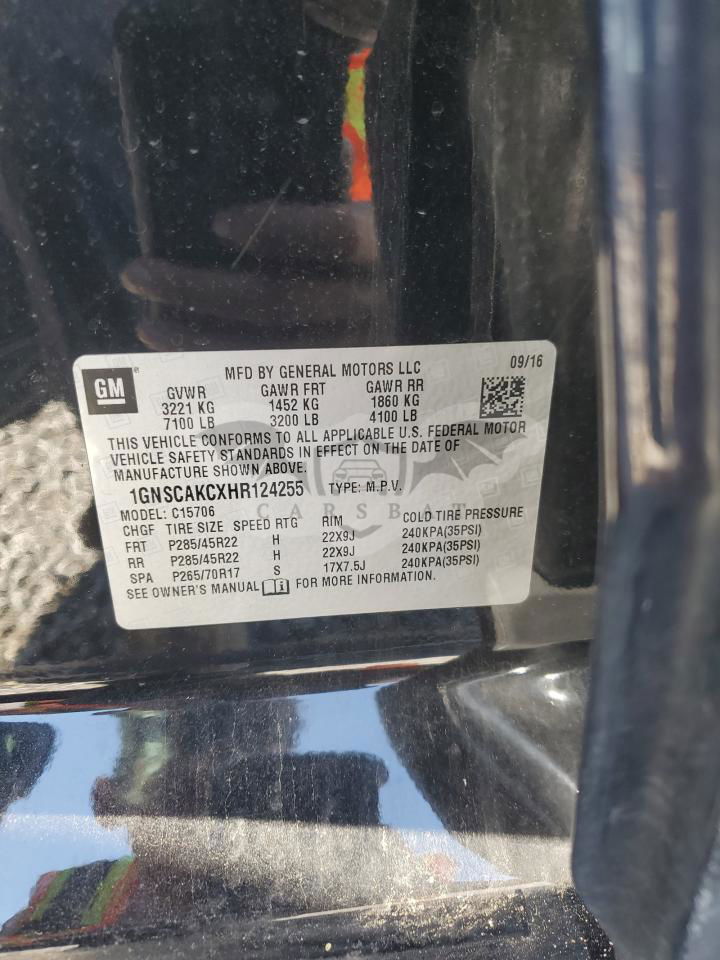 GM
MFD BY GENERAL MOTORS LLC 09/16
GVWR GAWR FRT GAWR RR
3221 KG 1452 KG 1860 KG
7100 LB 3200 LB 4100 LB
THIS VEHICLE CONFORMS TO ALL APPLICABLE U.S. FEDERAL MOTOR
VEHICLE SAFETY STANDARDS IN EFFECT ON THE DATE OF
MANUFACTURE SHOWN ABOVE.
1GNSCAKCXHR124255 TYPE: M.P.V.
CARSBAT
MODEL: C15706
CHGF TIRE SIZE SPEED RTG RIM COLD TIRE PRESSURE
FRT P285/45R22 H 22X9J 240KPA(35PSI)
RR P285/45R22 H 22X9J 240KPA(35PSI)
SPA P265/70R17 S 17X7.5J 240KPA(35PSI)
SEE OWNER'S MANUAL FOR MORE INFORMATION.